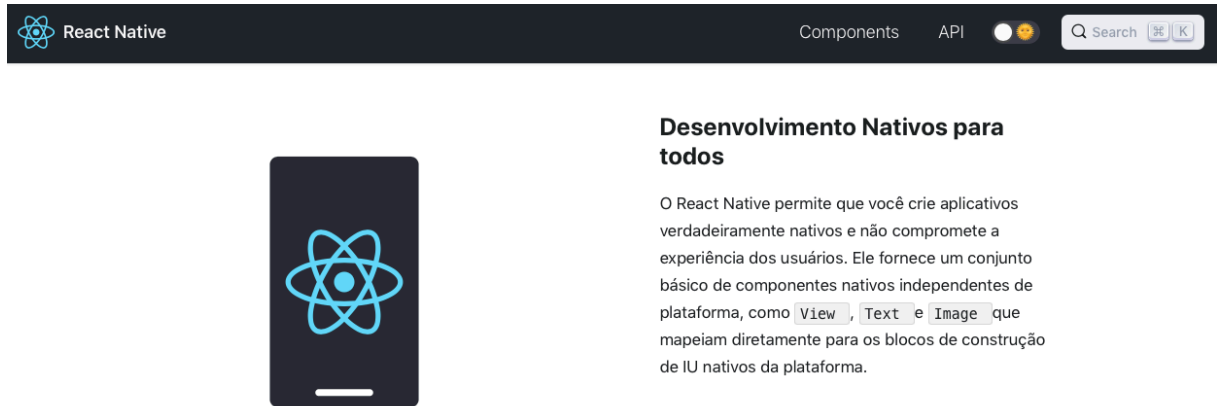 React Native Components API Search ⌘ K
Desenvolvimento Nativos para
todos
O React Native permite que você crie aplicativos
verdadeiramente nativos e não compromete a
experiência dos usuários. Ele fornece um conjunto
básico de componentes nativos independentes de
plataforma, como View , Text e Image que
mapeiam diretamente para os blocos de construção
de IU nativos da plataforma.